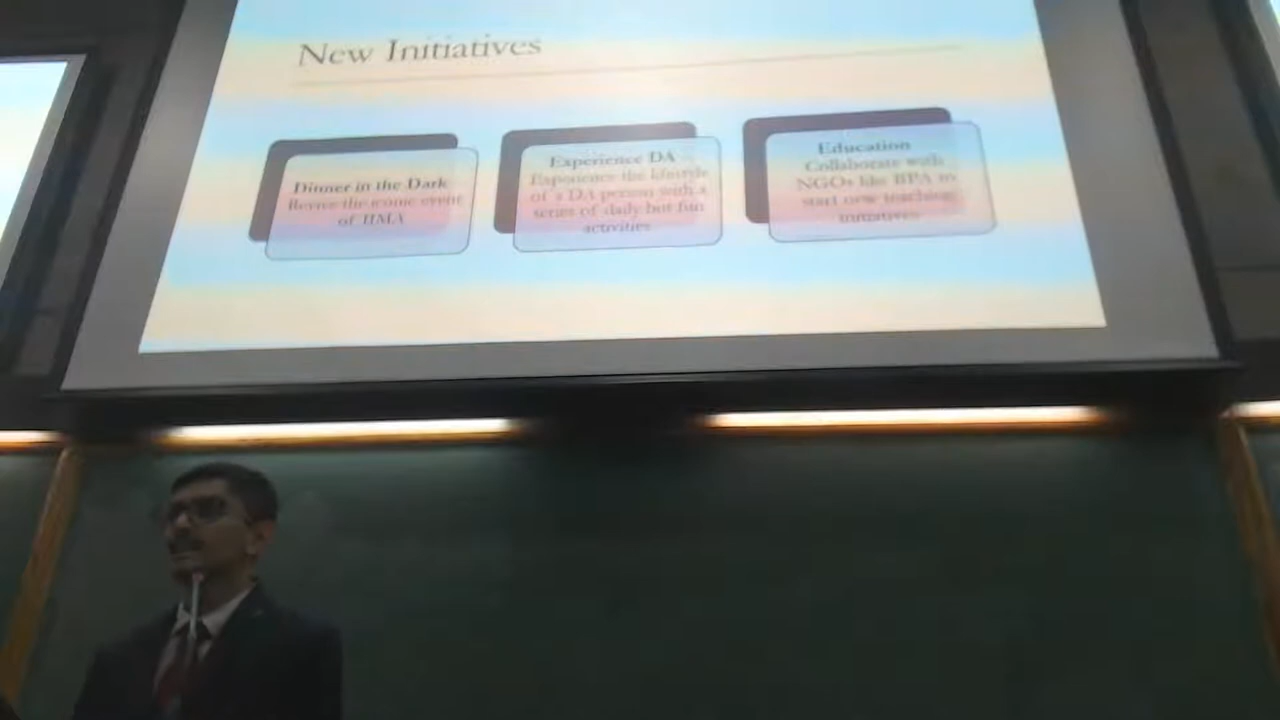 New Initiatives
Dinner in the Dark
Revive the iconic event
of IIMA
Experience DA
Experience the lifestyle
of a DA person with a
series of daily but fun
activities
Education
Collaborate with
NGOs like BPA to
start new teaching
initiatives